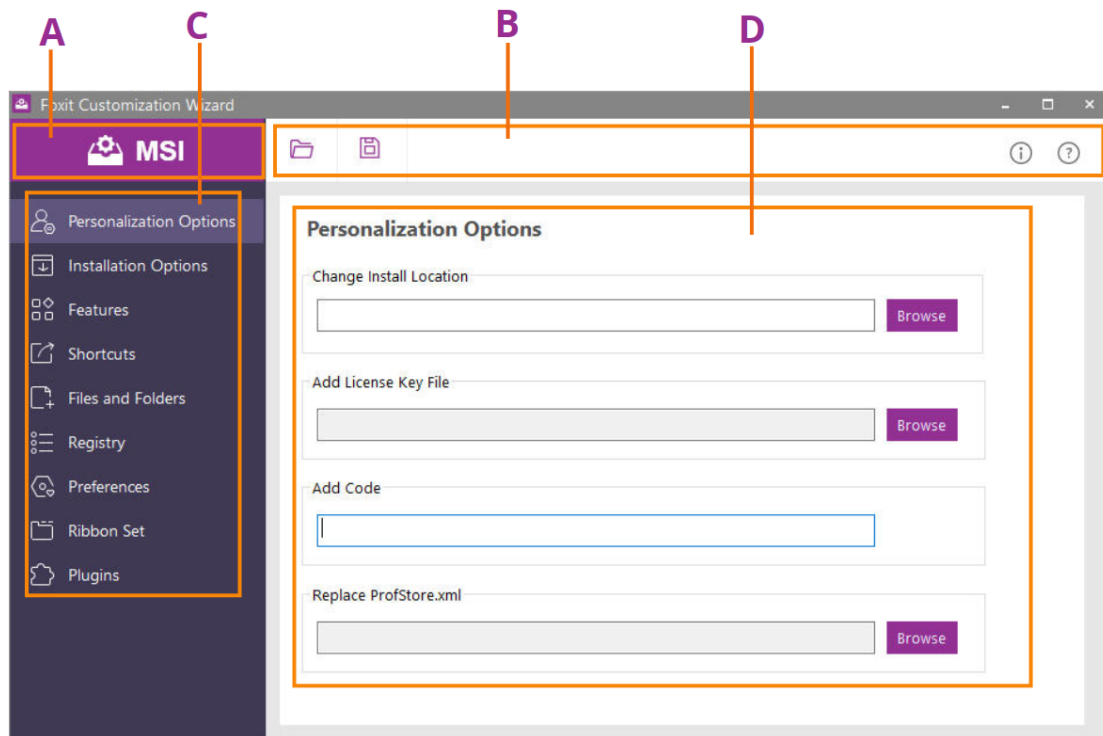 A C B D
Foxit Customization Wizard
MSI
Personalization Options
Installation Options
Features
Shortcuts
Files and Folders
Registry
Preferences
Ribbon Set
Plugins
Personalization Options
Change Install Location
Browse
Add License Key File
Browse
Add Code
Replace ProfStore.xml
Browse